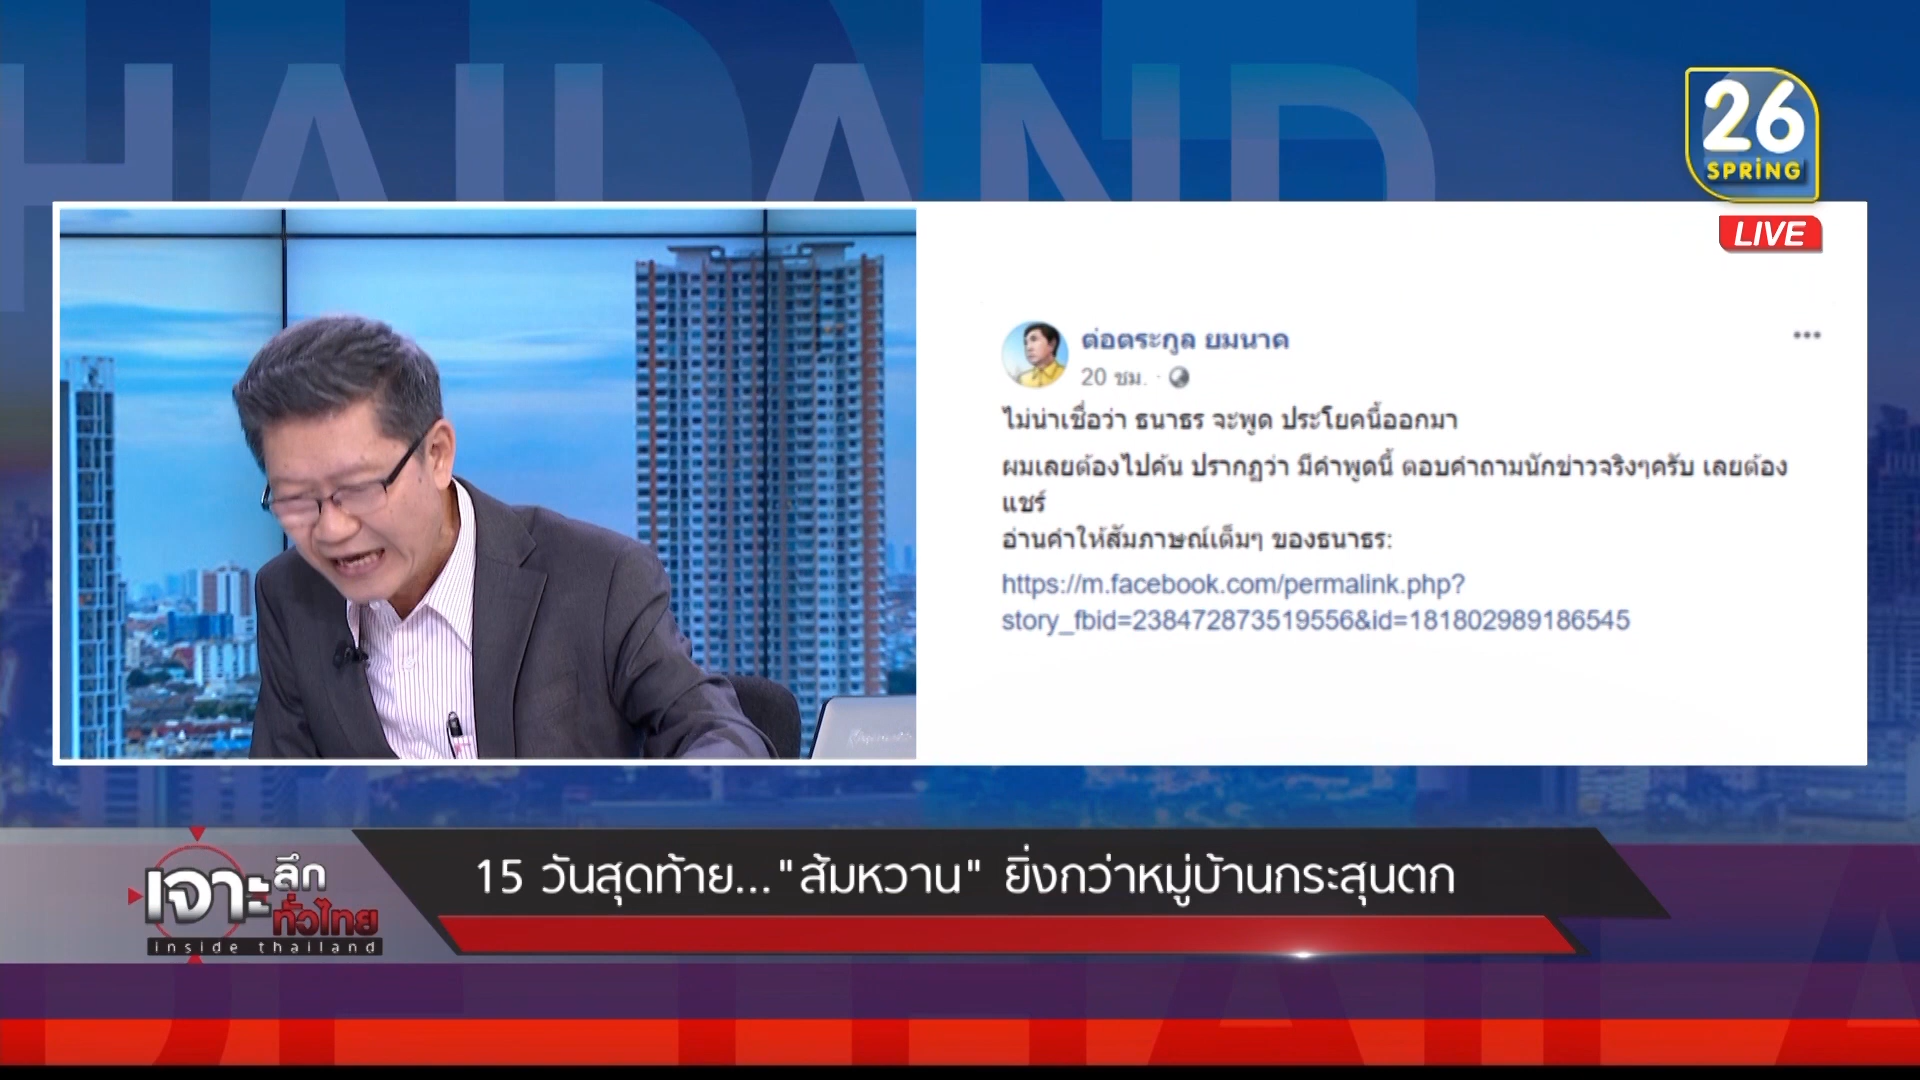 THAILAND
26
SPRiNG
LIVE
ต่อตระกูล ยมนาค
20 ชม. ·
ไม่น่าเชื่อว่า ธนาธร จะพูด ประโยคนี้ออกมา
ผมเลยต้องไปค้น ปรากฏว่า มีคำพูดนี้ ตอบคำถามนักข่าวจริงๆครับ เลยต้อง
แชร์
อ่านคำให้สัมภาษณ์เต็มๆ ของธนาธร:
https://m.facebook.com/permalink.php?
story_fbid=238472873519556&id=181802989186545
15 วันสุดท้าย..."ส้มหวาน" ยิ่งกว่าหมู่บ้านกระสุนตก
เจาะลึก
ทั่วไทย
inside thailand